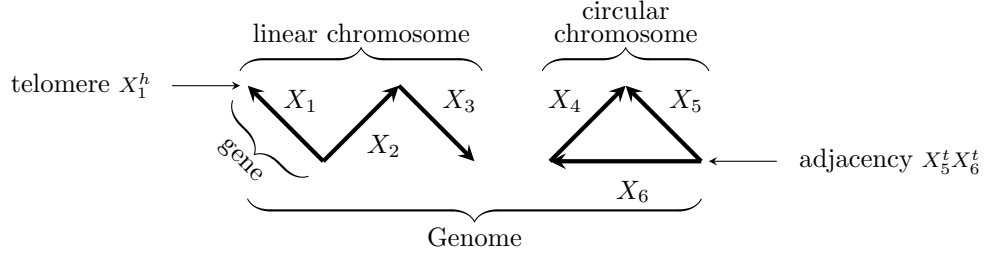 circular
linear chromosome chromosome
telomere X_1^h
X_1 X_3 X_4 X_5
gene X_2
adjacency X_5^t X_6^t
X_6
Genome